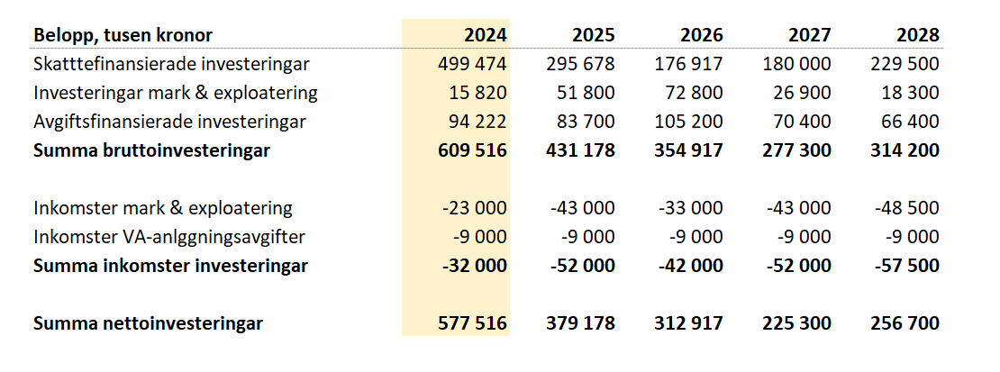 Belopp, tusen kronor 2024 2025 2026 2027 2028
Skatttefinansierade investeringar 499 474 295 678 176 917 180 000 229 500
Investeringar mark & exploatering 15 820 51 800 72 800 26 900 18 300
Avgiftsfinansierade investeringar 94 222 83 700 105 200 70 400 66 400
Summa bruttoinvesteringar 609 516 431 178 354 917 277 300 314 200
Inkomster mark & exploatering -23 000 -43 000 -33 000 -43 000 -48 500
Inkomster VA-anlggningsavgifter -9 000 -9 000 -9 000 -9 000 -9 000
Summa inkomster investeringar -32 000 -52 000 -42 000 -52 000 -57 500
Summa nettoinvesteringar 577 516 379 178 312 917 225 300 256 700